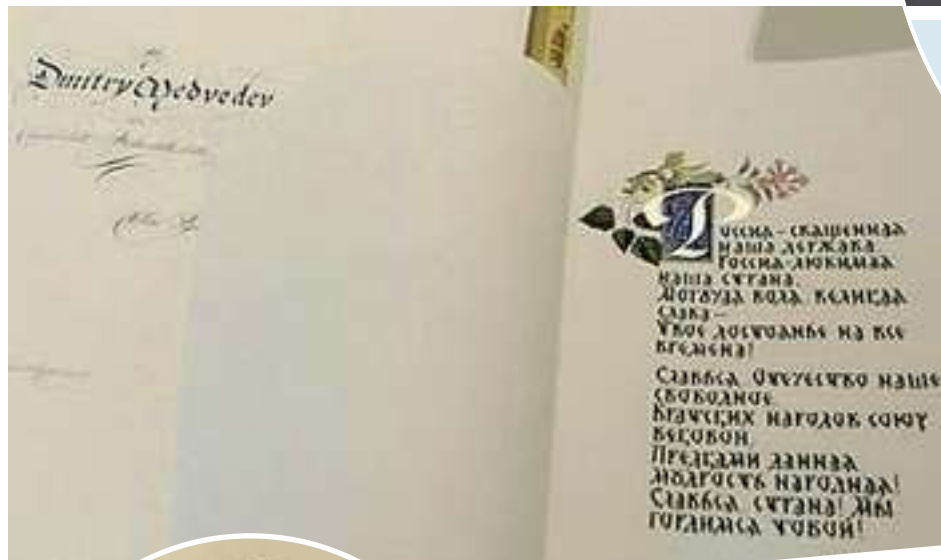 Dmitry Medvedev
Россия – священная
наша держава
Россия-любимая
наша страна.
Могучая воля, великая
слава –
Твое достоянье на все
времена!
Славься, Отечество наше
свободное
Братских народов союз
вековой
Предками данная
мудрость народная!
Славься, страна! Мы
гордимся тобой!